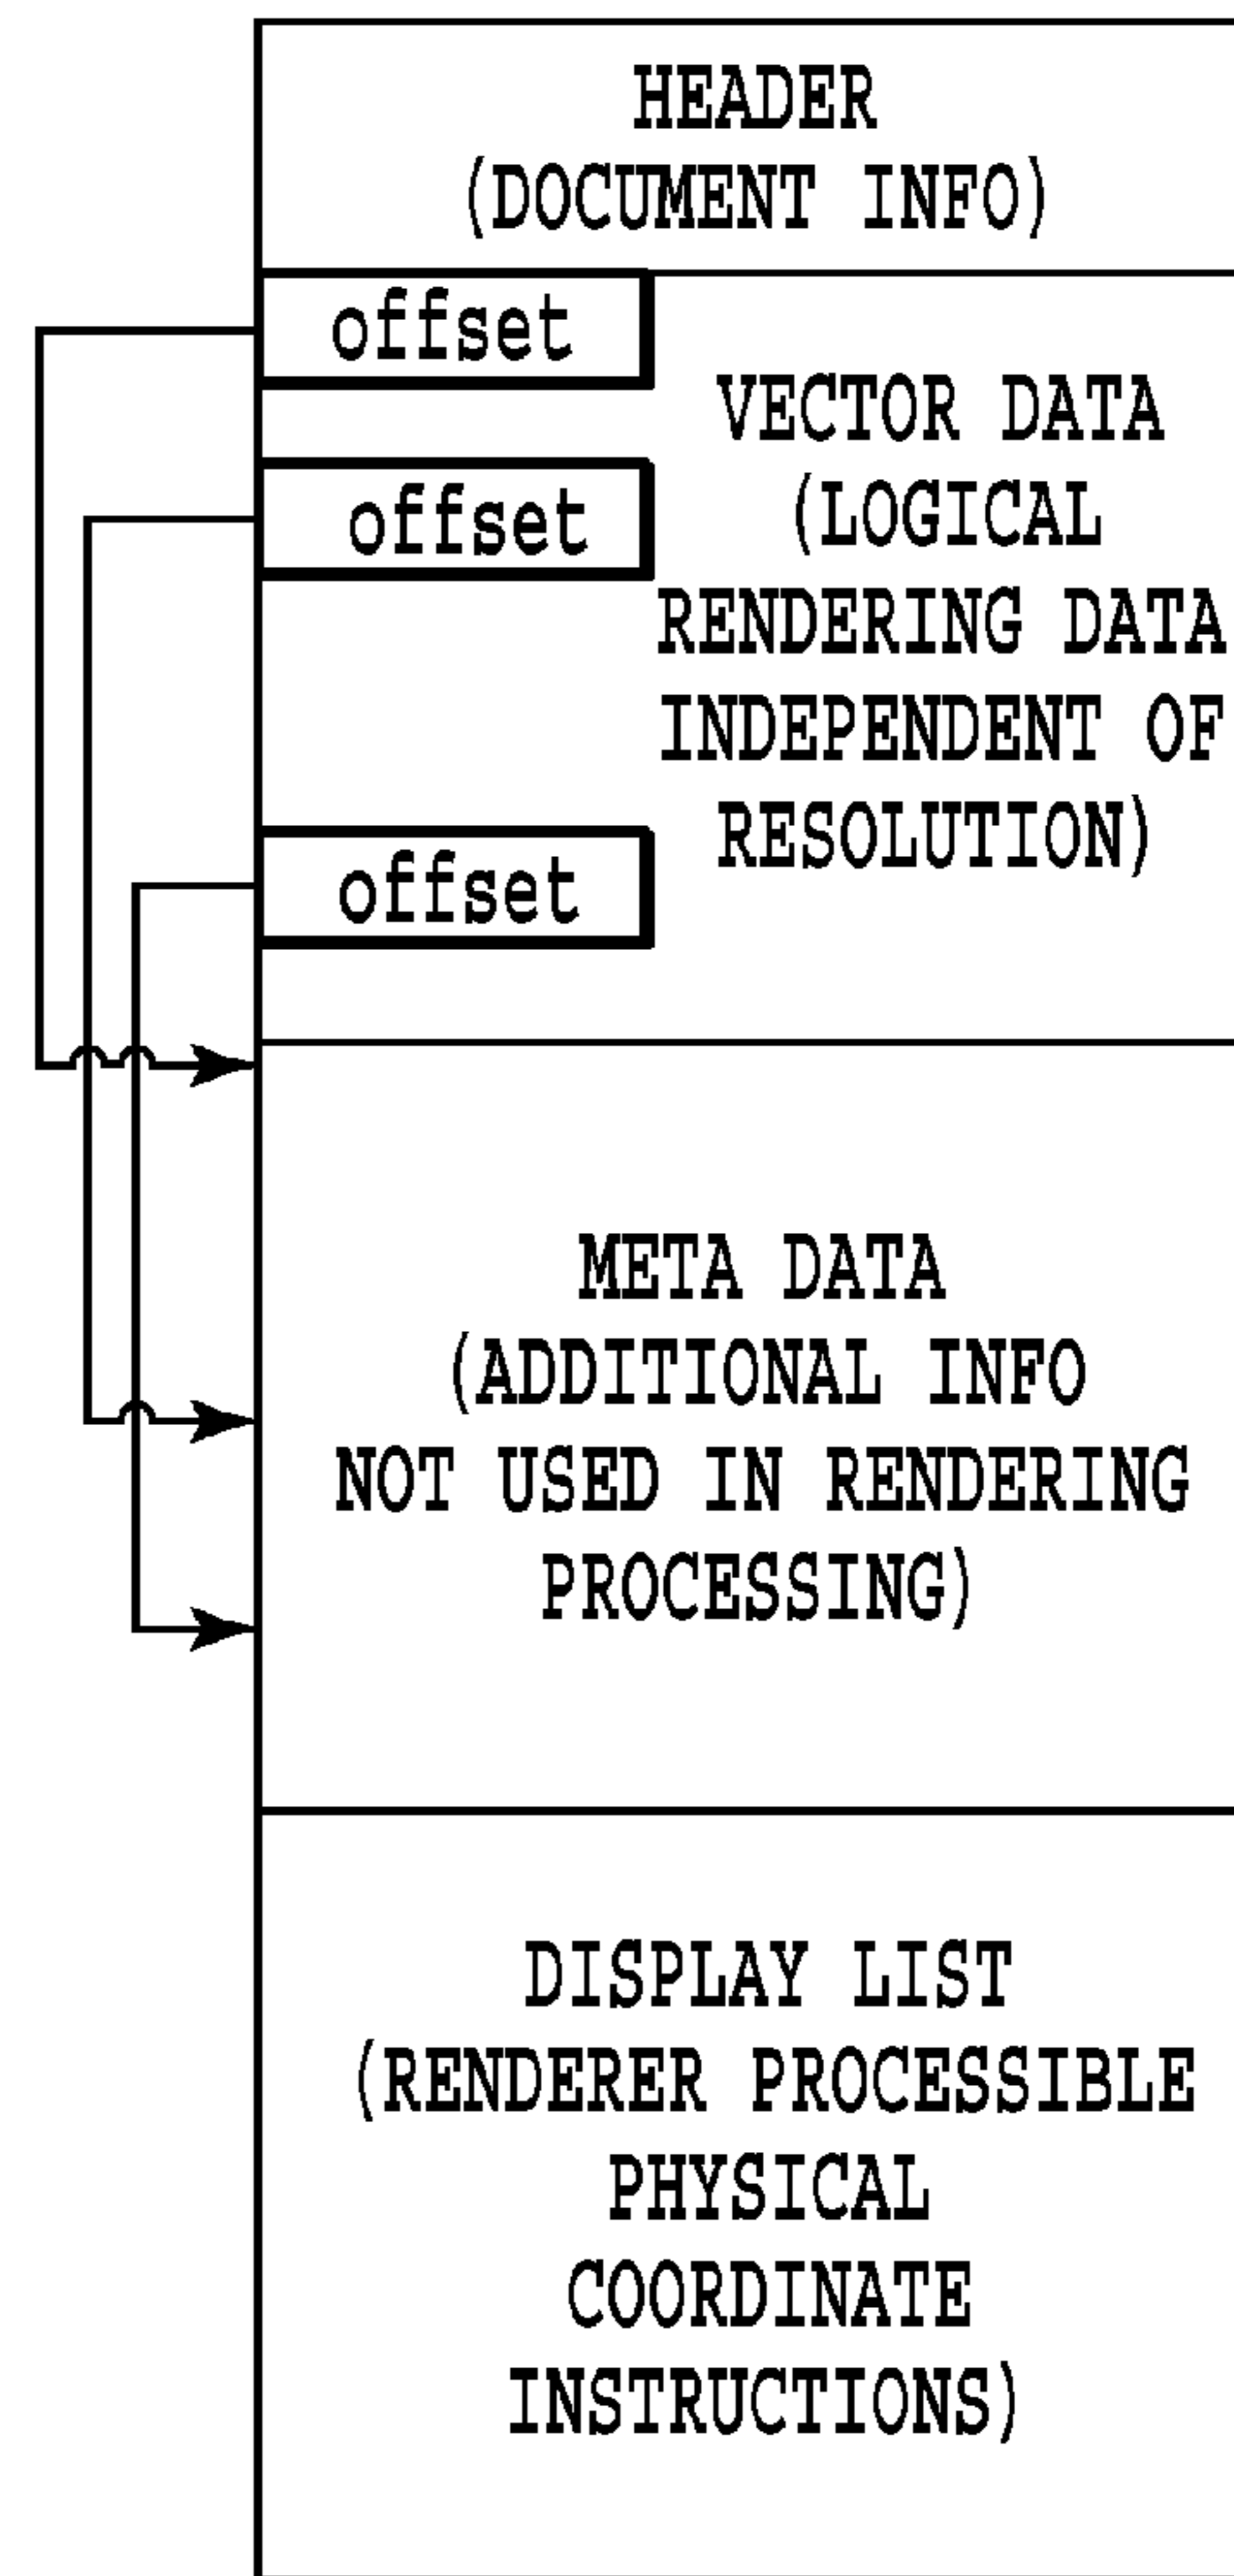 HEADER
(DOCUMENT INFO)
offset
VECTOR DATA
(LOGICAL
RENDERING DATA
INDEPENDENT OF
RESOLUTION)
offset
offset
META DATA
(ADDITIONAL INFO
NOT USED IN RENDERING
PROCESSING)
DISPLAY LIST
(RENDERER PROCESSIBLE
PHYSICAL
COORDINATE
INSTRUCTIONS)